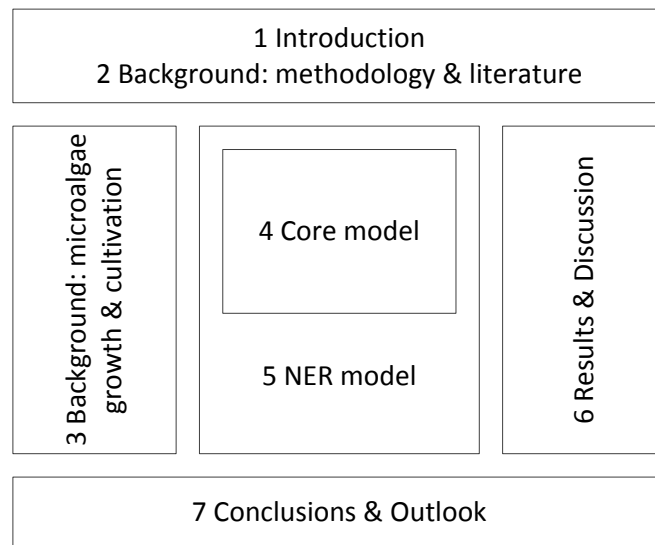 1 Introduction
2 Background: methodology & literature
3 Background: microalgae
growth & cultivation
4 Core model
5 NER model
6 Results & Discussion
7 Conclusions & Outlook